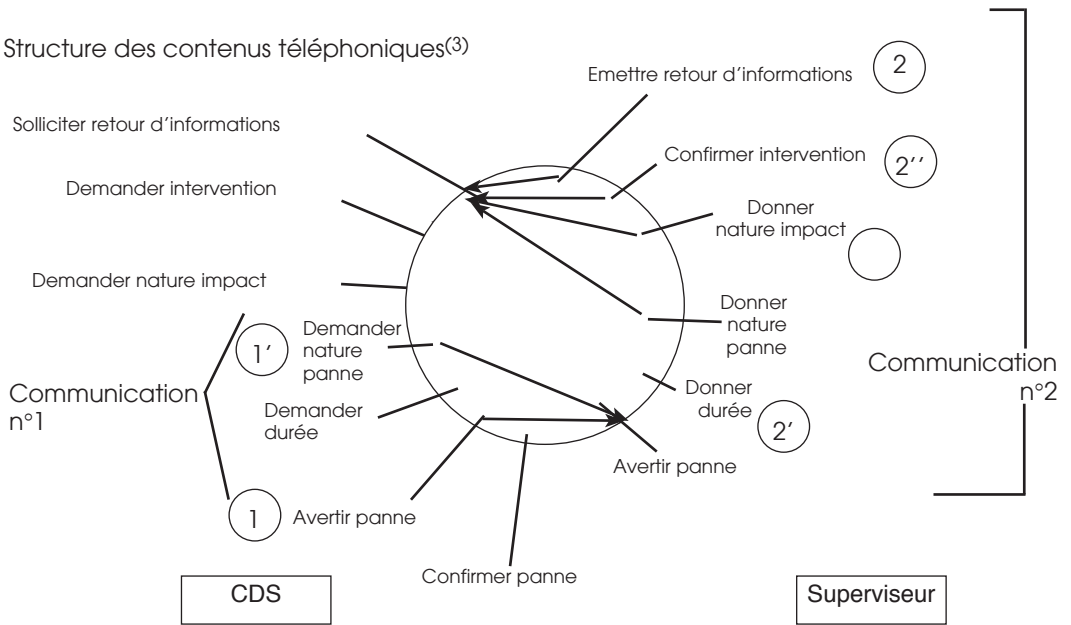 Structure des contenus téléphoniques(3)
Emettre retour d'informations
2
Solliciter retour d'informations
Confirmer intervention
2''
Demander intervention
Donner
nature impact
Demander nature impact
Donner
nature
panne
1'
Demander
nature
panne
Communication
n°2
Communication
n°1
Donner
durée
Demander
durée
2'
Avertir panne
1
Avertir panne
Confirmer panne
CDS
Superviseur